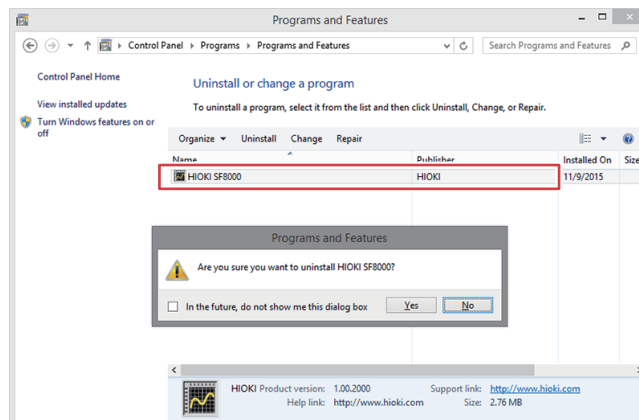 Programs and Features
Control Panel ▸ Programs ▸ Programs and Features
Search Programs and Features
Control Panel Home
View installed updates
Turn Windows features on or
off
Uninstall or change a program
To uninstall a program, select it from the list and then click Uninstall, Change, or Repair.
Organize Uninstall Change Repair
Name Publisher Installed On Size
HIOKI SF8000 HIOKI 11/9/2015
Programs and Features
Are you sure you want to uninstall HIOKI SF8000?
In the future, do not show me this dialog box
Yes No
HIOKI Product version: 1.00.2000 Support link: http://www.hioki.com
Help link: http://www.hioki.com Size: 2.76 MB